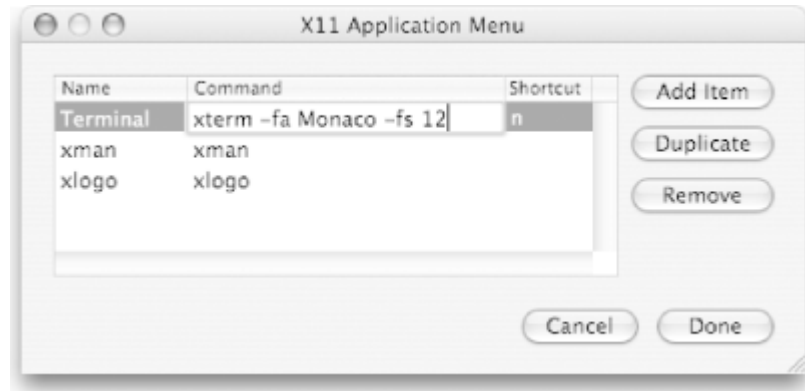 X11 Application Menu
Name Command Shortcut
Terminal xterm –fa Monaco –fs 12 n
xman xman
xlogo xlogo
Add Item
Duplicate
Remove
Cancel Done